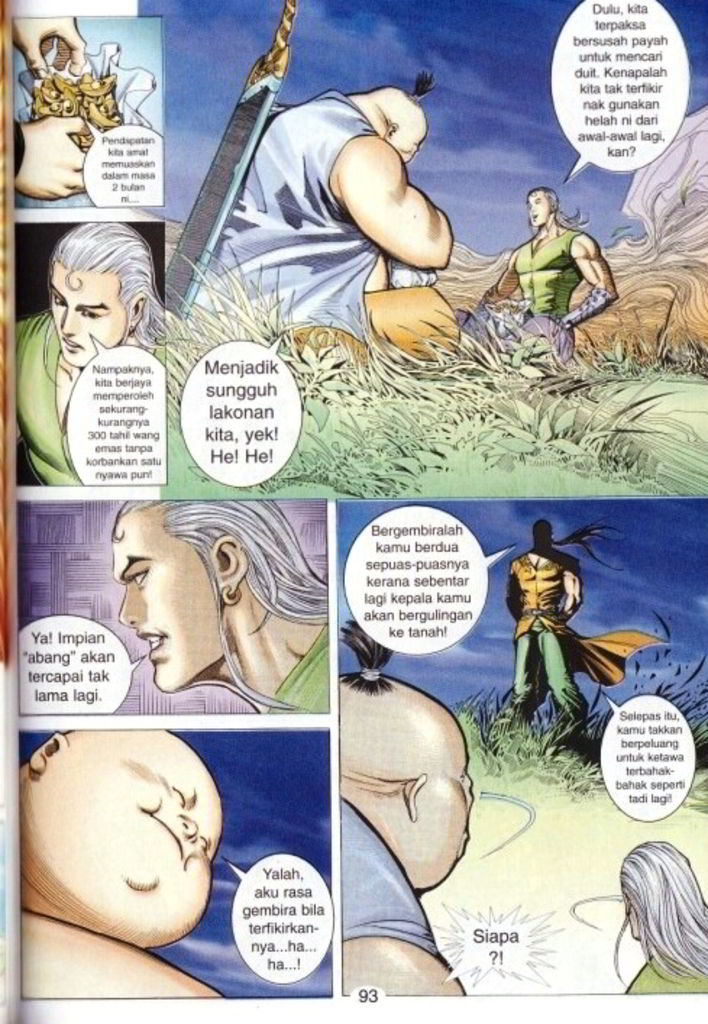 Pendapatan
kita amat
memuaskan
dalam masa
2 bulan
ni....
Dulu, kita
terpaksa
bersusah payah
untuk mencari
duit. Kenapalah
kita tak terfikir
nak gunakan
helah ni dari
awal-awal lagi,
kan?
Nampaknya,
kita berjaya
memperoleh
sekurang-
kurangnya
300 tahil wang
emas tanpa
korbankan satu
nyawa pun!
Menjadik
sungguh
lakonan
kita, yek!
He! He!
Ya! Impian
"abang" akan
tercapai tak
lama lagi.
Yalah,
aku rasa
gembira bila
terfikirkan-
nya...ha...
ha...!
Bergembiralah
kamu berdua
sepuas-puasnya
kerana sebentar
lagi kepala kamu
akan bergulingan
ke tanah!
Selepas itu,
kamu takkan
berpeluang
untuk ketawa
terbahak-
bahak seperti
tadi lagi!
Siapa
?!
93